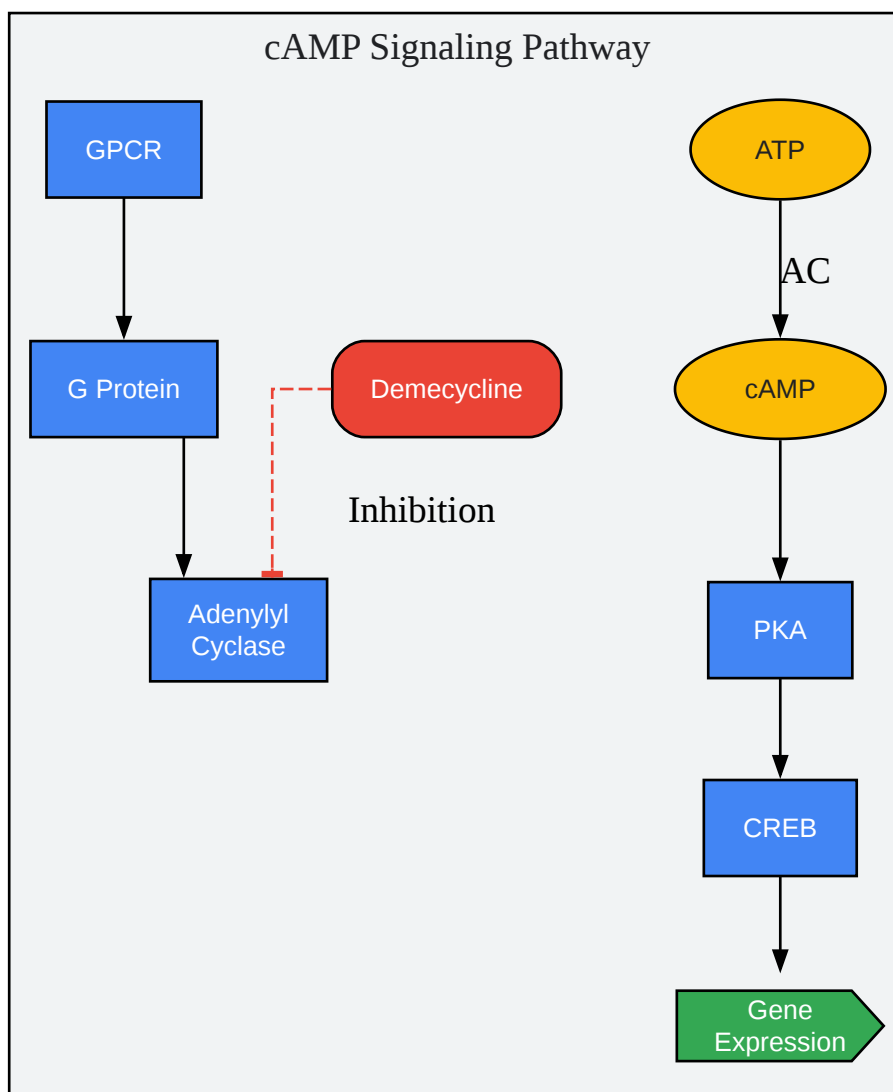 cAMP Signaling Pathway
GPCR
ATP
AC
G Protein
Demecycline
cAMP
Inhibition
Adenylyl
Cyclase
PKA
CREB
Gene
Expression